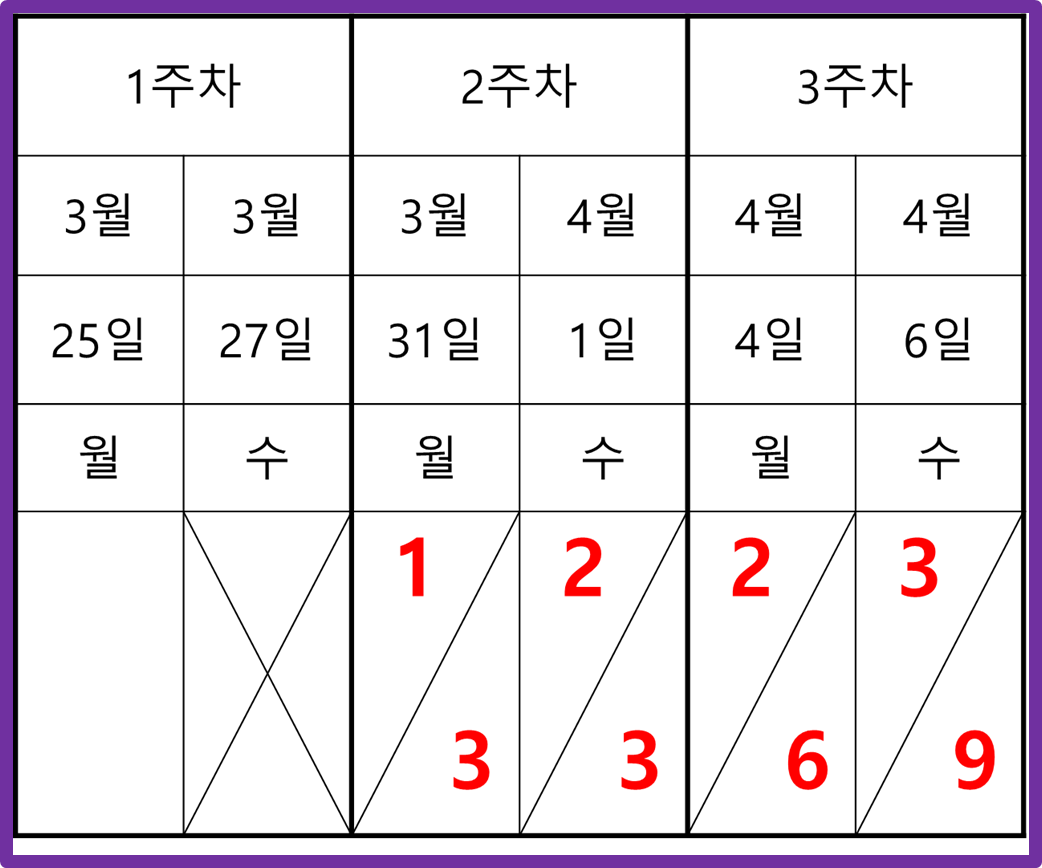 1주차 2주차 3주차
3월 3월 3월 4월 4월 4월
25일 27일 31일 1일 4일 6일
월 수 월 수 월 수
1 2 2 3
3 3 6 9